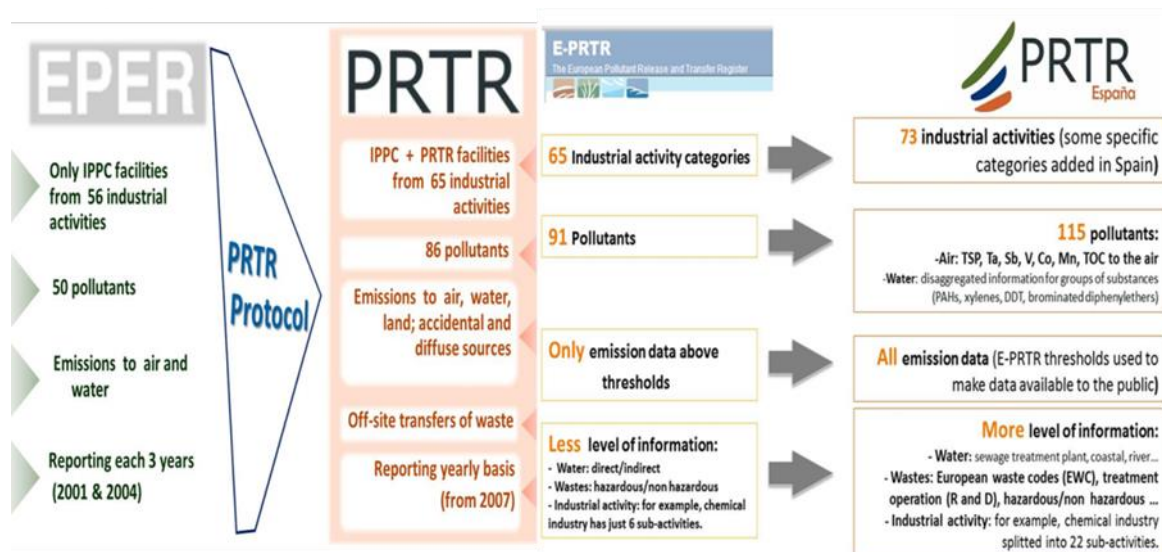 EPER
Only IPPC facilities
from 56 industrial
activities
50 pollutants
Emissions to air and
water
Reporting each 3 years
(2001 & 2004)
PRTR
Protocol
PRTR
IPPC + PRTR facilities
from 65 industrial
activities
86 pollutants
Emissions to air, water,
land; accidental and
diffuse sources
Off-site transfers of waste
Reporting yearly basis
(from 2007)
E-PRTR
The European Pollutant Release and Transfer Register
65 Industrial activity categories
91 Pollutants
Only emission data above
thresholds
Less level of information:
- Water: direct/indirect
- Wastes: hazardous/non hazardous
- Industrial activity: for example, chemical
industry has just 6 sub-activities.
PRTR
España
73 industrial activities (some specific
categories added in Spain)
115 pollutants:
-Air: TSP, Ta, Sb, V, Co, Mn, TOC to the air
-Water: disaggregated information for groups of substances
(PAHs, xylenes, DDT, brominated diphenylethers)
All emission data (E-PRTR thresholds used to
make data available to the public)
More level of information:
- Water: sewage treatment plant, coastal, river...
- Wastes: European waste codes (EWC), treatment
operation (R and D), hazardous/non hazardous ...
- Industrial activity: for example, chemical industry
splitted into 22 sub-activities.